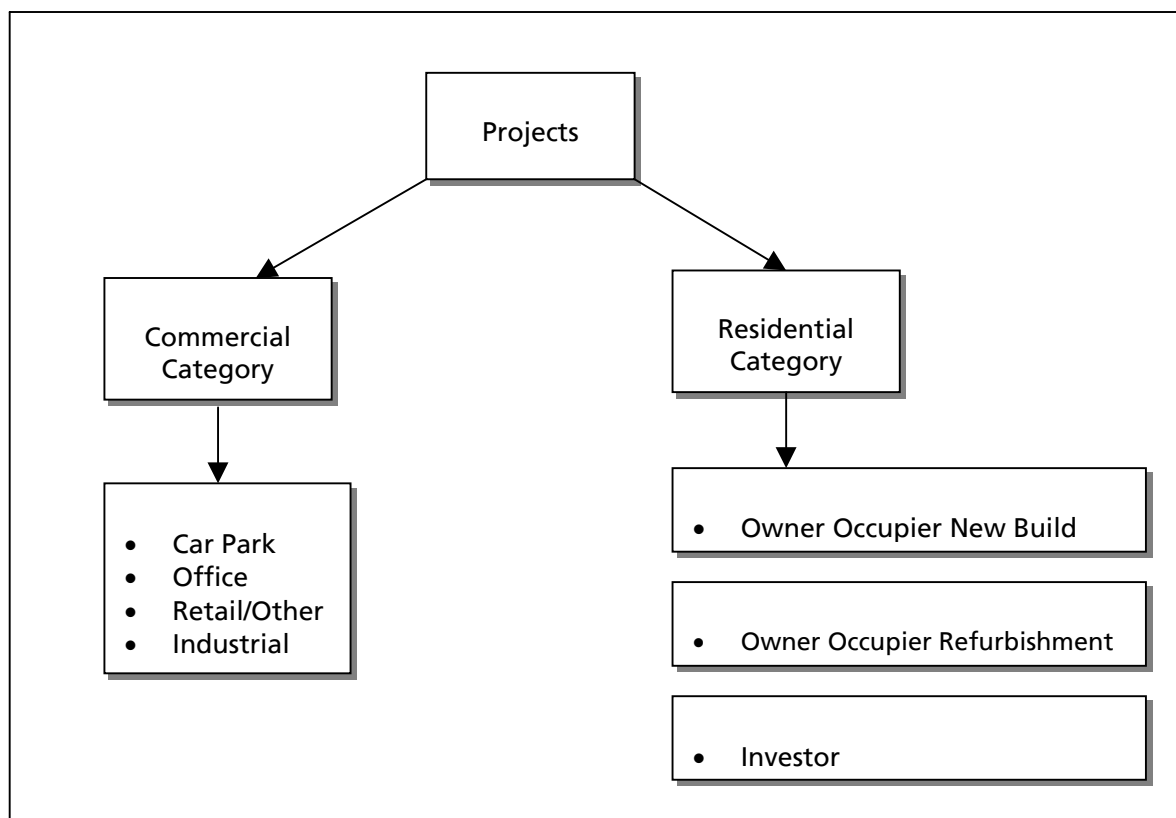 Projects
Commercial
Category
Residential
Category
• Car Park
• Office
• Retail/Other
• Industrial
• Owner Occupier New Build
• Owner Occupier Refurbishment
• Investor